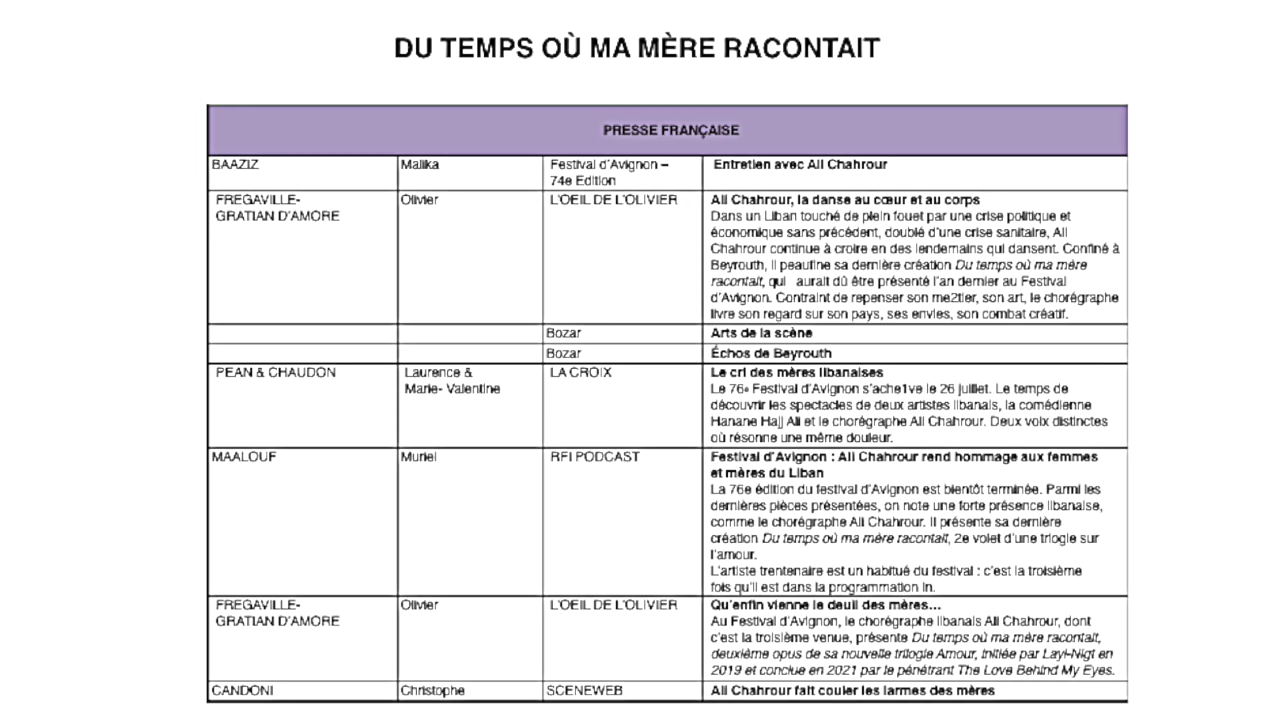 DU TEMPS OÙ MA MÈRE RACONTAIT
PRESSE FRANÇAISE
BAAZIZ Malika Festival d'Avignon – Entretien avec Ali Chahrour
74e Edition
FREGAVILLE- Olivier L'OEIL DE L'OLIVIER Ali Chahrour, la danse au cœur et au corps
GRATIAN D'AMORE Dans un Liban touché de plein fouet par une crise politique et
économique sans précédent, doublé d'une crise sanitaire, Ali
Chahrour continue à croire en des lendemains qui dansent. Confiné à
Beyrouth, il peaufine sa dernière création Du temps où ma mère
racontait, qui aurait dû être présenté l'an dernier au Festival
d'Avignon. Contraint de repenser son me2tier, son art, le chorégraphe
livre son regard sur son pays, ses envies, son combat créatif.
Bozar Arts de la scène
Bozar Échos de Beyrouth
PEAN & CHAUDON Laurence & LA CROIX Le cri des mères libanaises
Marie- Valentine Le 76e Festival d'Avignon s'ache1ve le 26 juillet. Le temps de
découvrir les spectacles de deux artistes libanais, la comédienne
Hanane Hajj Ali et le chorégraphe Ali Chahrour. Deux voix distinctes
où résonne une même douleur.
MAALOUF Muriel RFI PODCAST Festival d'Avignon : Ali Chahrour rend hommage aux femmes
et mères du Liban
La 76e édition du festival d'Avignon est bientôt terminée. Parmi les
dernières pièces présentées, on note une forte présence libanaise,
comme le chorégraphe Ali Chahrour. Il présente sa dernière
création Du temps où ma mère racontait, 2e volet d'une trlogie sur
l'amour.
L'artiste trentenaire est un habitué du festival : c'est la troisième
fois qu'il est dans la programmation in.
FREGAVILLE- Olivier L'OEIL DE L'OLIVIER Qu'enfin vienne le deuil des mères...
GRATIAN D'AMORE Au Festival d'Avignon, le chorégraphe libanais Ali Chahrour, dont
c'est la troisième venue, présente Du temps où ma mère racontait,
deuxième opus de sa nouvelle trilogie Amour, initiée par Layl-Nigt en
2019 et conclue en 2021 par le pénétrant The Love Behind My Eyes.
CANDONI Christophe SCENEWEB Ali Chahrour fait couler les larmes des mères